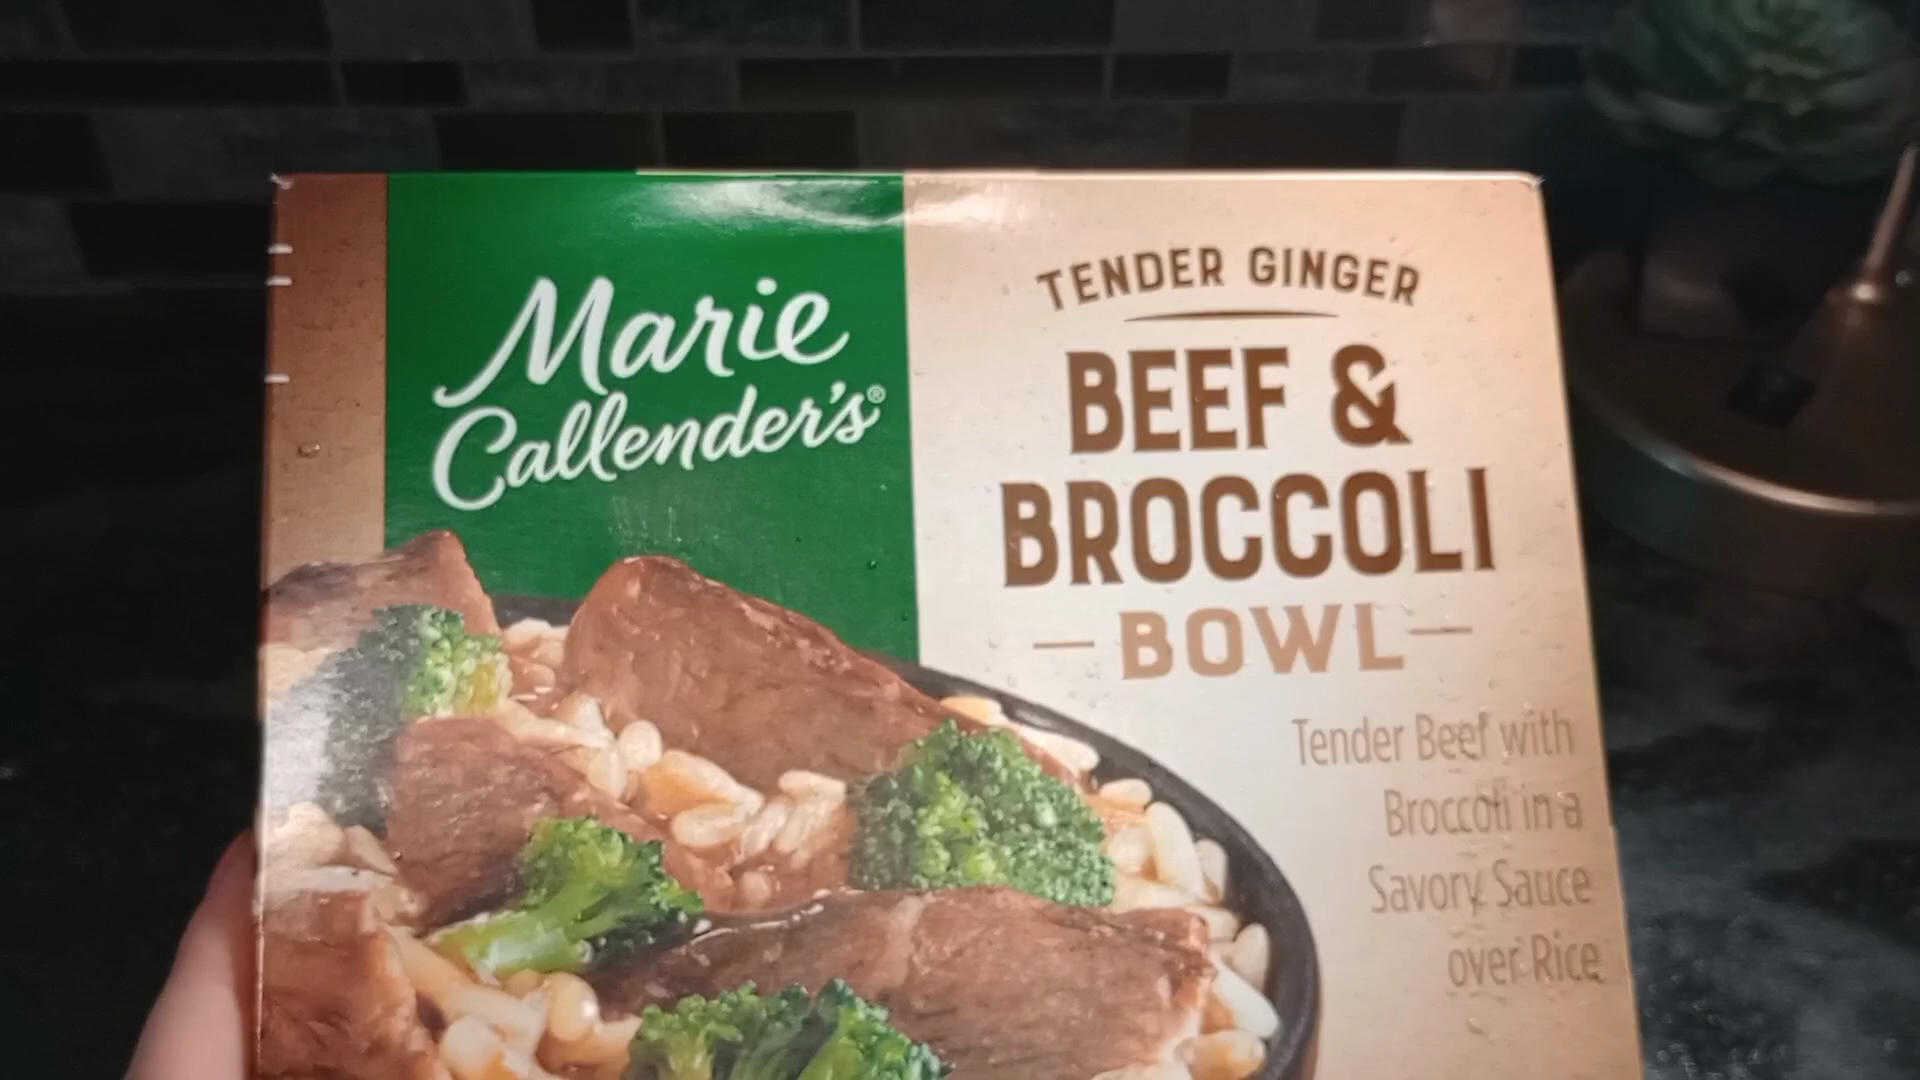 Marie
Callender's®
TENDER GINGER
BEEF &
BROCCOLI
BOWL
Tender Beef with
Broccoli in a
Savory Sauce
over Rice